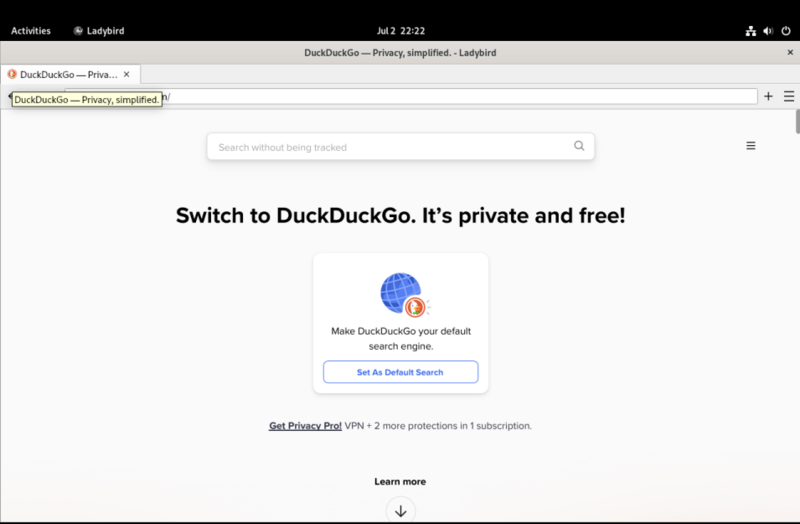 Activities
Ladybird
Jul 2 22:22
DuckDuckGo — Privacy, simplified. - Ladybird
DuckDuckGo — Priva...
DuckDuckGo — Privacy, simplified.
m/
Search without being tracked
Switch to DuckDuckGo. It’s private and free!
Make DuckDuckGo your default
search engine.
Set As Default Search
Get Privacy Pro! VPN + 2 more protections in 1 subscription.
Learn more